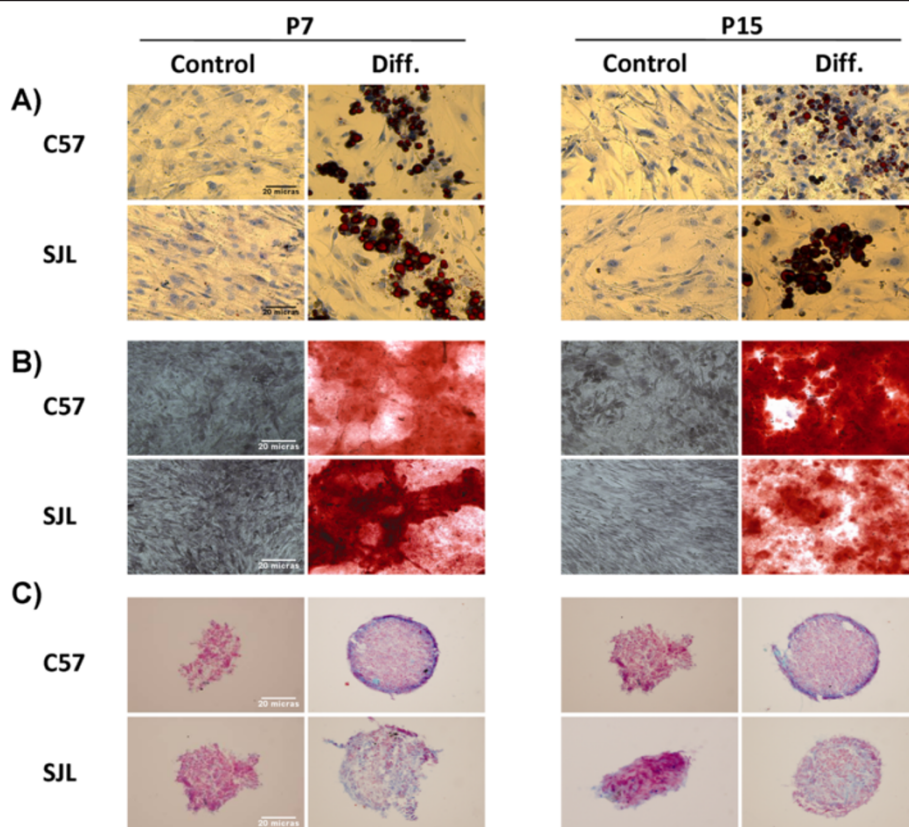 P7 P15
Control Diff. Control Diff.
A)
C57
20 micras
SJL
20 micras
B)
C57
20 micras
SJL
20 micras
C)
C57
20 micras
SJL
20 micras